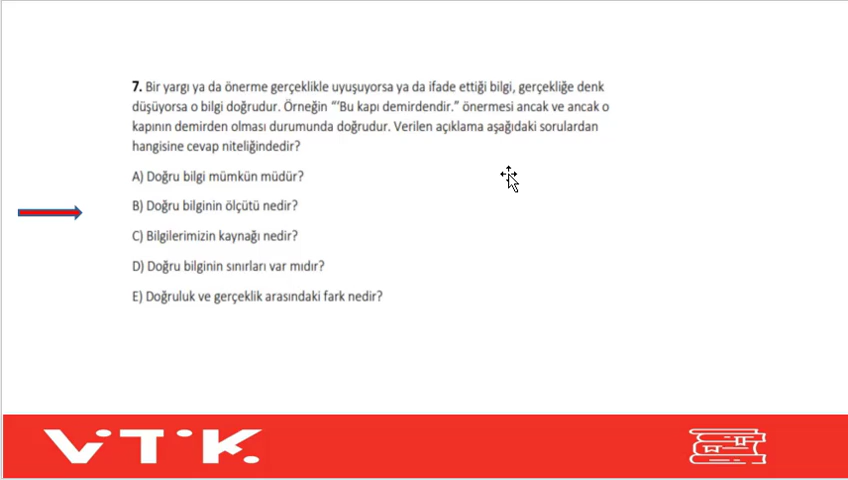 7. Bir yargı ya da önerme gerçeklikle uyuşuyorsa ya da ifade ettiği bilgi, gerçekliğe denk
düşüyorsa o bilgi doğrudur. Örneğin “‘Bu kapı demirdendir.” önermesi ancak ve ancak o
kapının demirden olması durumunda doğrudur. Verilen açıklama aşağıdaki sorulardan
hangisine cevap niteliğindedir?
A) Doğru bilgi mümkün müdür?
B) Doğru bilginin ölçütü nedir?
C) Bilgilerimizin kaynağı nedir?
D) Doğru bilginin sınırları var mıdır?
E) Doğruluk ve gerçeklik arasındaki fark nedir?
VTK